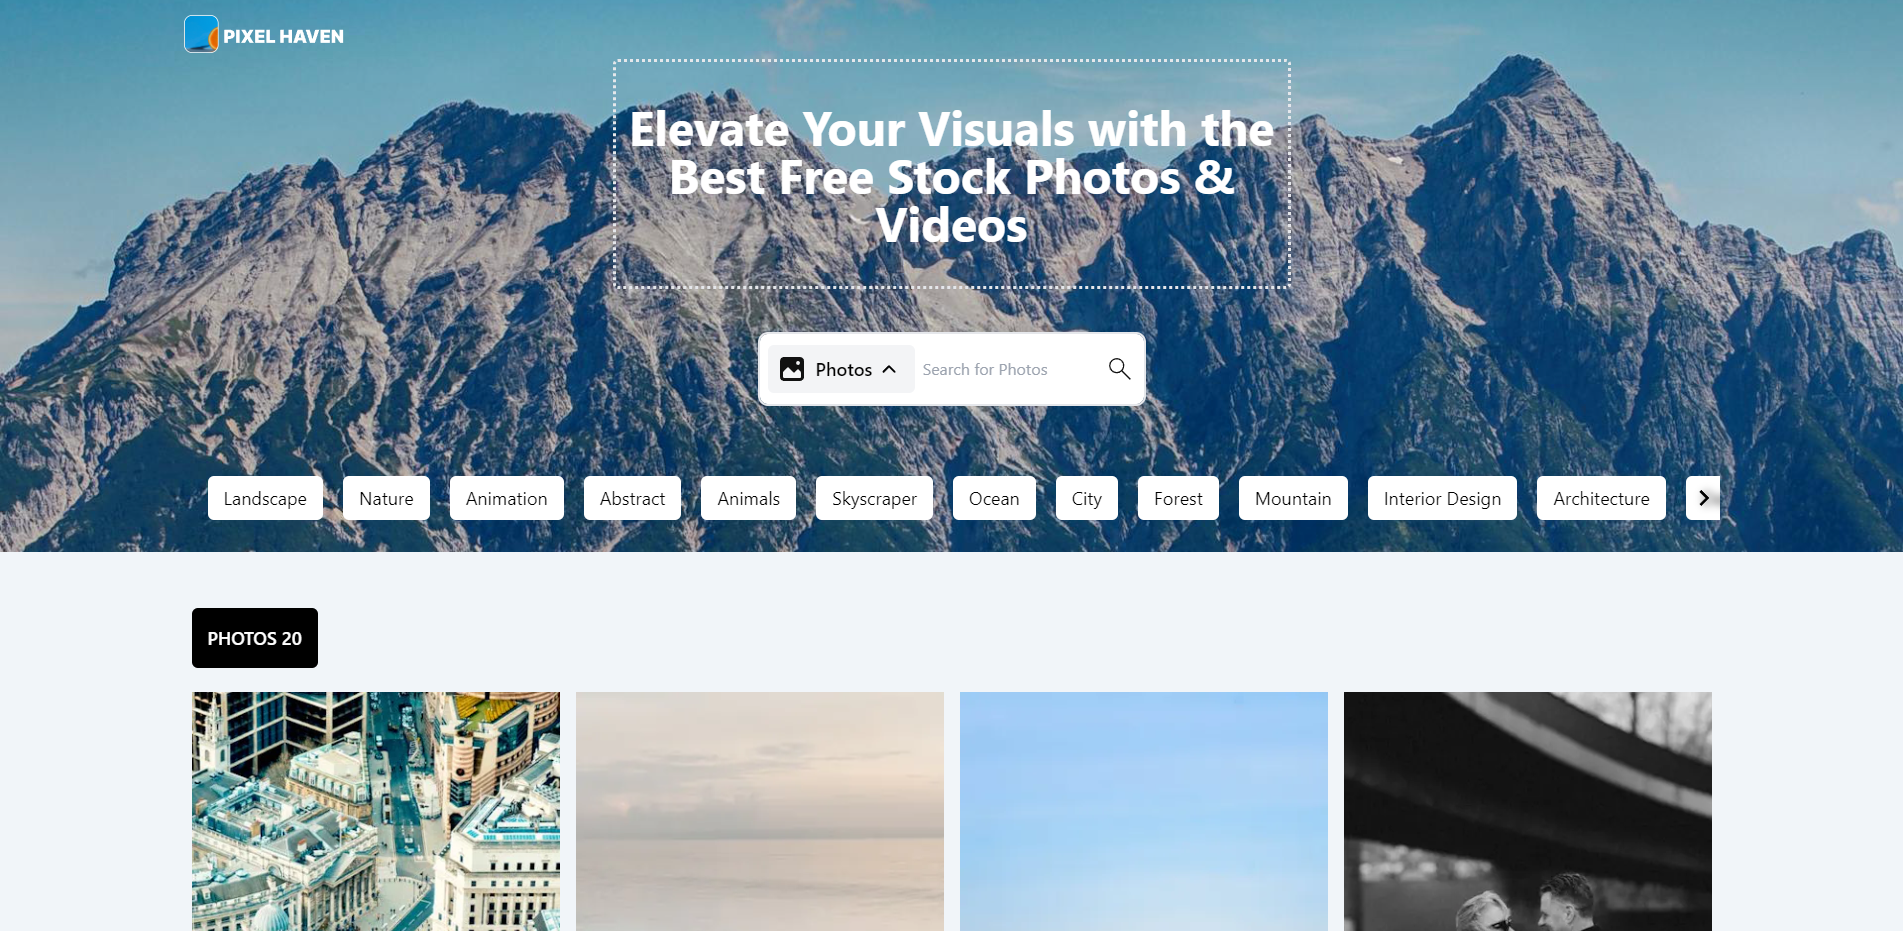 PIXEL HAVEN
Elevate Your Visuals with the
Best Free Stock Photos &
Videos
Photos
Search for Photos
Landscape
Nature
Animation
Abstract
Animals
Skyscraper
Ocean
City
Forest
Mountain
Interior Design
Architecture
PHOTOS 20